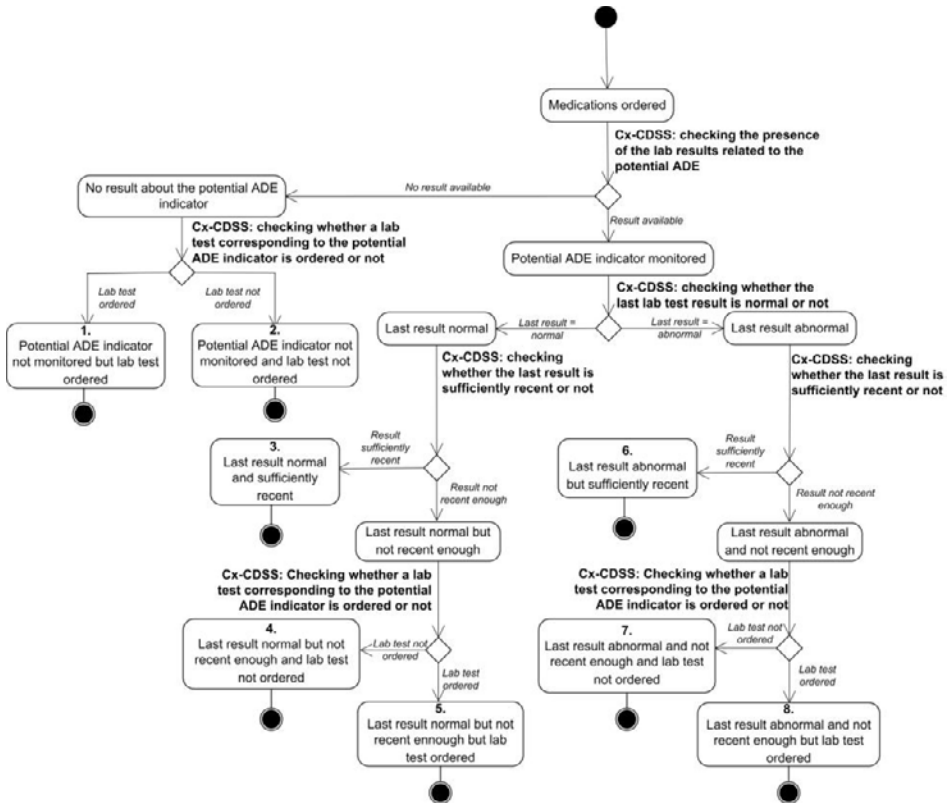 Medications ordered
Cx-CDSS: checking the presence
of the lab results related to the
potential ADE
No result available
No result about the potential ADE
indicator
Result available
Cx-CDSS: checking whether a lab
test corresponding to the potential
ADE indicator is ordered or not
Potential ADE indicator monitored
Lab test
ordered
Lab test not
ordered
Cx-CDSS: checking whether the
last lab test result is normal or not
1.
Potential ADE indicator
not monitored but lab test
ordered
2.
Potential ADE indicator not
monitored and lab test not
ordered
Last result normal
Last result =
normal
Last result =
abnormal
Last result abnormal
Cx-CDSS: checking
whether the last result is
sufficiently recent or not
Cx-CDSS: checking
whether the last result is
sufficiently recent or not
3.
Last result normal
and sufficiently
recent
Result
sufficiently
recent
6.
Last result abnormal
but sufficiently recent
Result
sufficiently
recent
Result not
recent enough
Result not recent
enough
Last result normal but
not recent enough
Last result abnormal
and not recent enough
Cx-CDSS: Checking whether a lab
test corresponding to the potential
ADE indicator is ordered or not
Cx-CDSS: Checking whether a lab
test corresponding to the potential
ADE indicator is ordered or not
4.
Last result normal but not
recent enough and lab test
not ordered
Lab test not
ordered
7.
Last result abnormal and not
recent enough and lab test
not ordered
Lab test not
ordered
Lab test
ordered
Lab test
ordered
5.
Last result normal but not
recent ennough but lab
test ordered
8.
Last result abnormal and not
recent enough but lab test
ordered